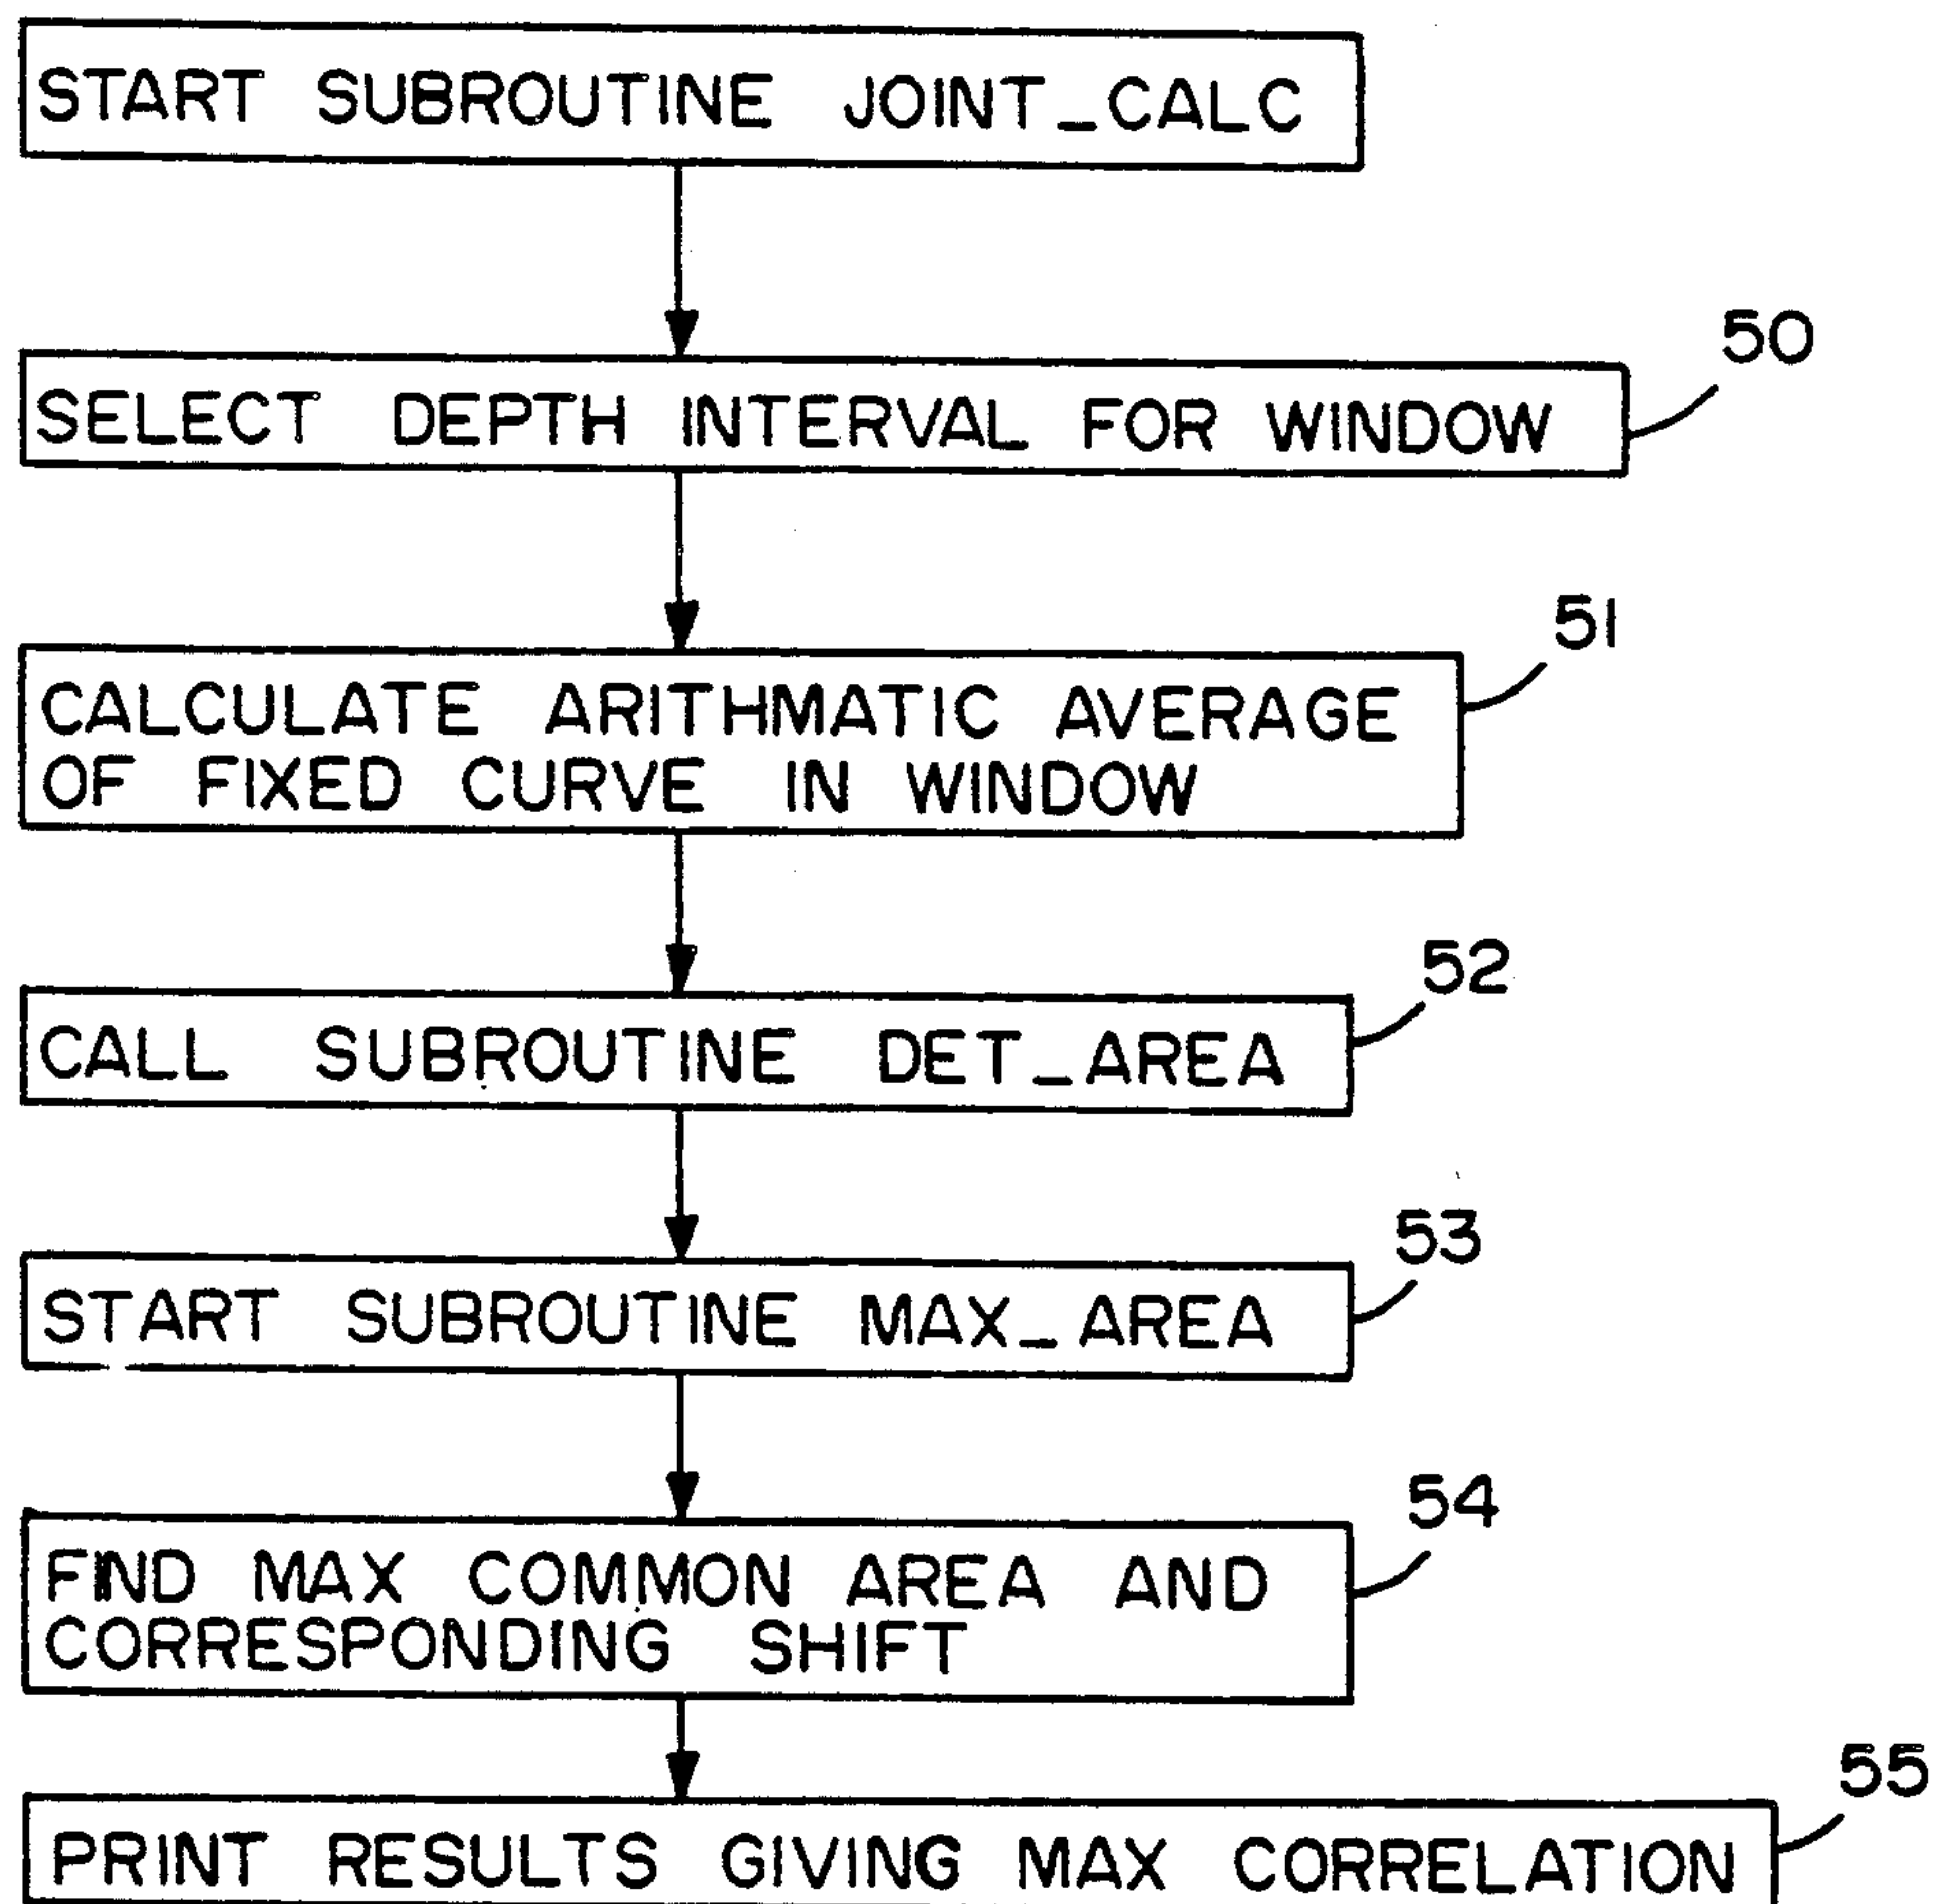 START SUBROUTINE JOINT_CALC
50
SELECT DEPTH INTERVAL FOR WINDOW
51
CALCULATE ARITHMATIC AVERAGE
OF FIXED CURVE IN WINDOW
52
CALL SUBROUTINE DET_AREA
53
START SUBROUTINE MAX_AREA
54
FIND MAX COMMON AREA AND
CORRESPONDING SHIFT
55
PRINT RESULTS GIVING MAX CORRELATION